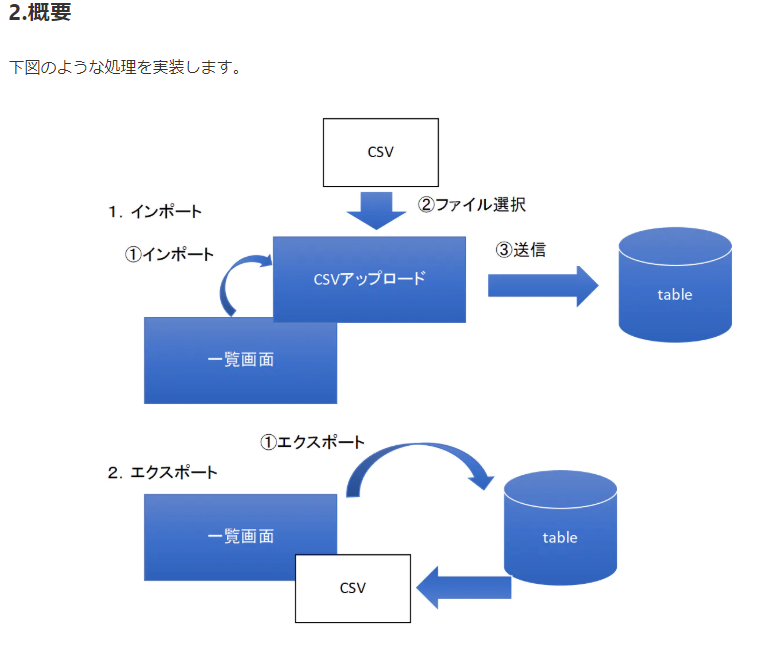 2.概要
下図のような処理を実装します。
CSV
②ファイル選択
1．インポート
①インポート
③送信
CSVアップロード
table
一覧画面
①エクスポート
2．エクスポート
一覧画面
table
CSV